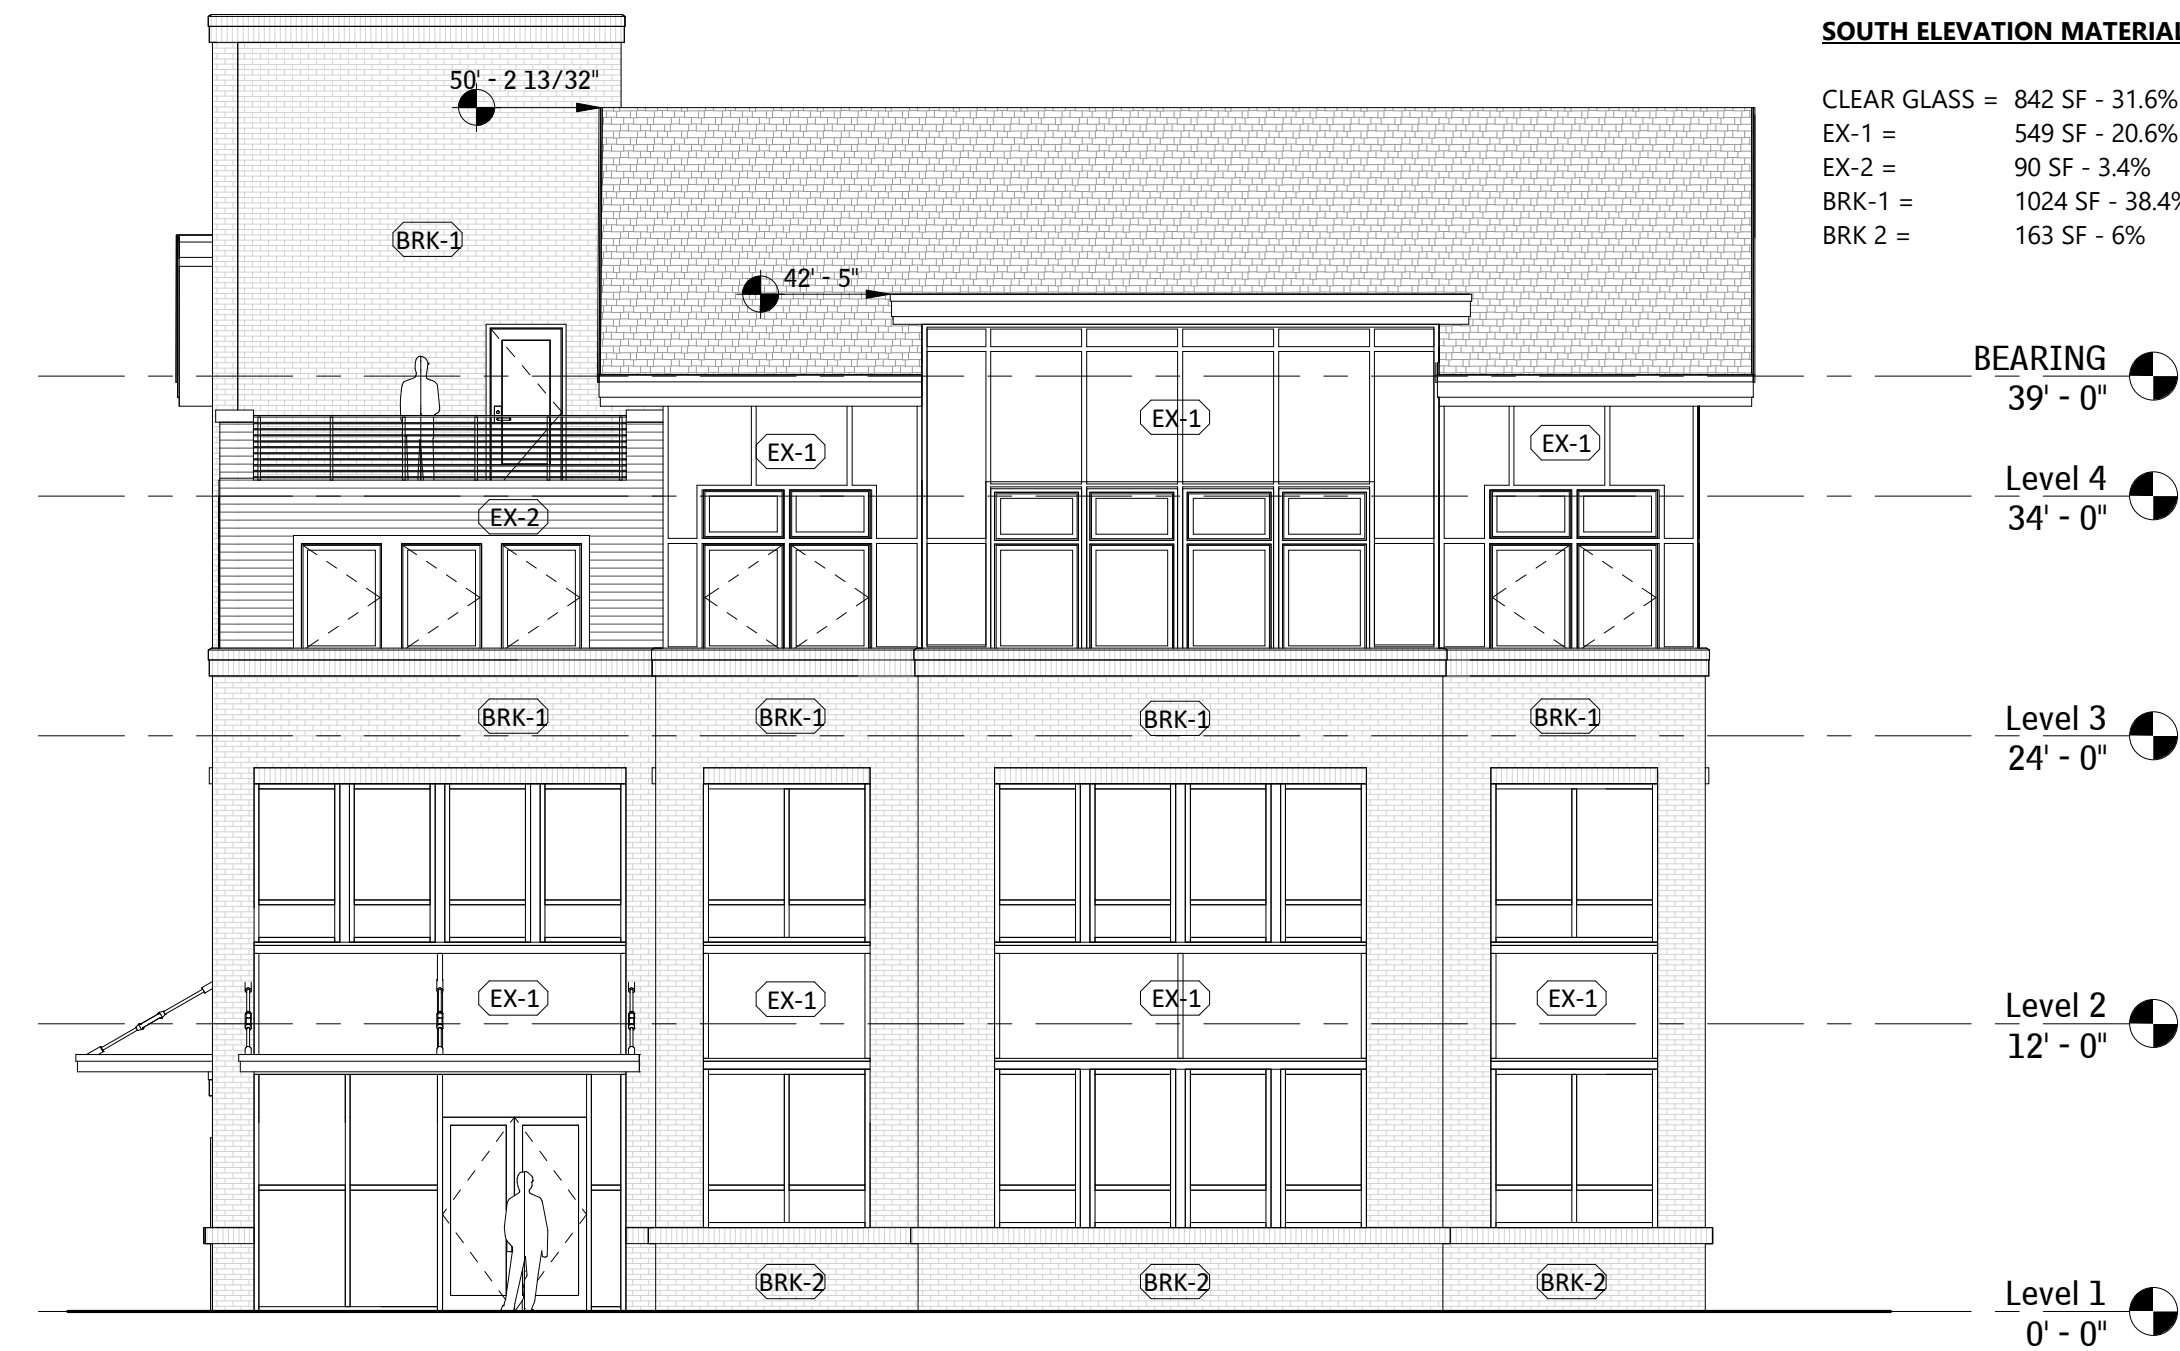 SOUTH ELEVATION MATERIAL
50' - 2 13/32"
CLEAR GLASS = 842 SF - 31.6%
EX-1 = 549 SF - 20.6%
EX-2 = 90 SF - 3.4%
BRK-1 = 1024 SF - 38.4%
BRK 2 = 163 SF - 6%
BRK-1
42' - 5"
BEARING
39' - 0"
EX-1
EX-1
EX-1
Level 4
34' - 0"
EX-2
BRK-1
BRK-1
BRK-1
BRK-1
Level 3
24' - 0"
EX-1
EX-1
EX-1
EX-1
Level 2
12' - 0"
BRK-2
BRK-2
BRK-2
Level 1
0' - 0"